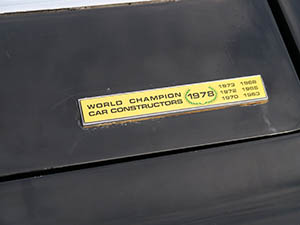 WORLD CHAMPION
CAR CONSTRUCTORS
1978
1973 1968
1972 1965
1970 1963